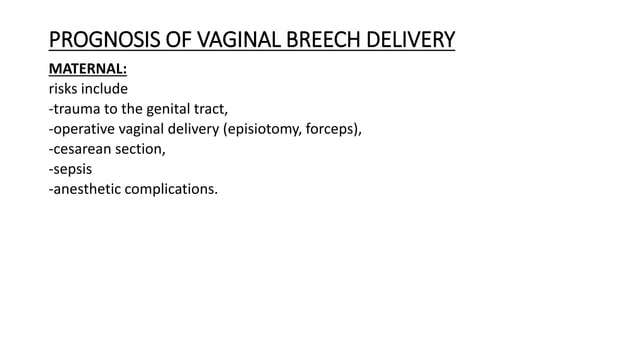 PROGNOSIS OF VAGINAL BREECH DELIVERY
MATERNAL:
risks include
-trauma to the genital tract,
-operative vaginal delivery (episiotomy, forceps),
-cesarean section,
-sepsis
-anesthetic complications.